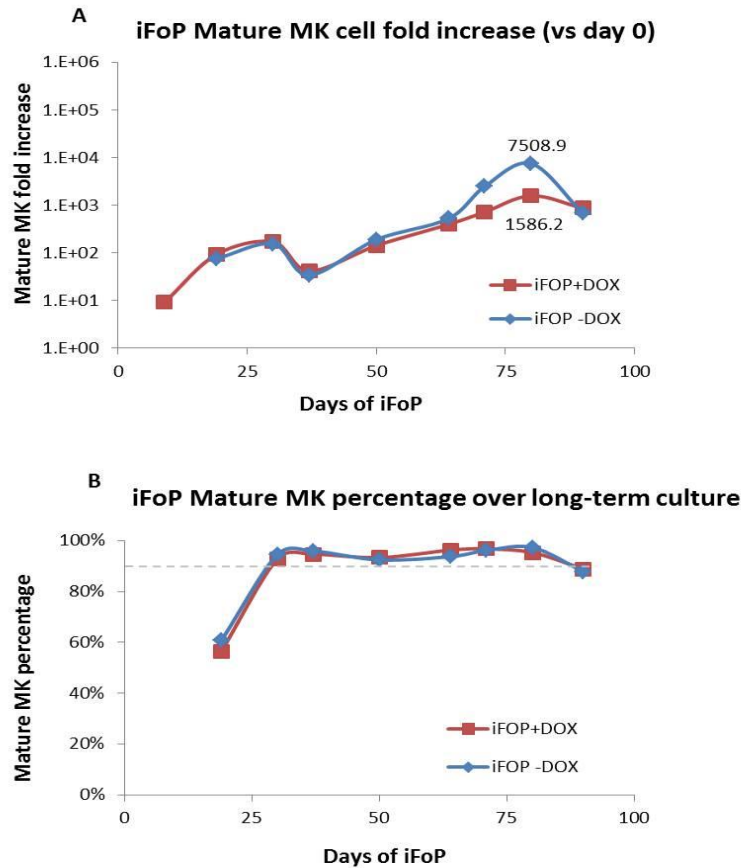 A
iFoP Mature MK cell fold increase (vs day 0)
Mature MK fold increase
1.E+06
1.E+05
1.E+04
1.E+03
1.E+02
1.E+01
1.E+00
7508.9
1586.2
iFOP+DOX
iFOP -DOX
0 25 50 75 100
Days of iFoP
B
iFoP Mature MK percentage over long-term culture
Mature MK percentage
100%
80%
60%
40%
20%
0%
iFOP+DOX
iFOP -DOX
0 25 50 75 100
Days of iFoP